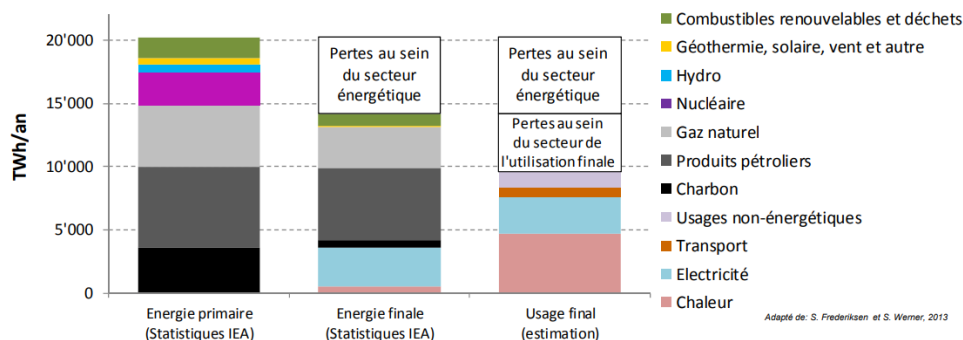 TWh/an
20'000
15'000
10'000
5'000
0
Pertes au sein
du secteur
énergétique
Pertes au sein
du secteur
énergétique
Pertes au sein
du secteur de
l'utilisation finale
Energie primaire
(Statistiques IEA)
Energie finale
(Statistiques IEA)
Usage final
(estimation)
Combustibles renouvelables et déchets
Géothermie, solaire, vent et autre
Hydro
Nucléaire
Gaz naturel
Produits pétroliers
Charbon
Usages non-énergétiques
Transport
Electricité
Chaleur
Adapté de: S. Frederiksen et S. Werner, 2013